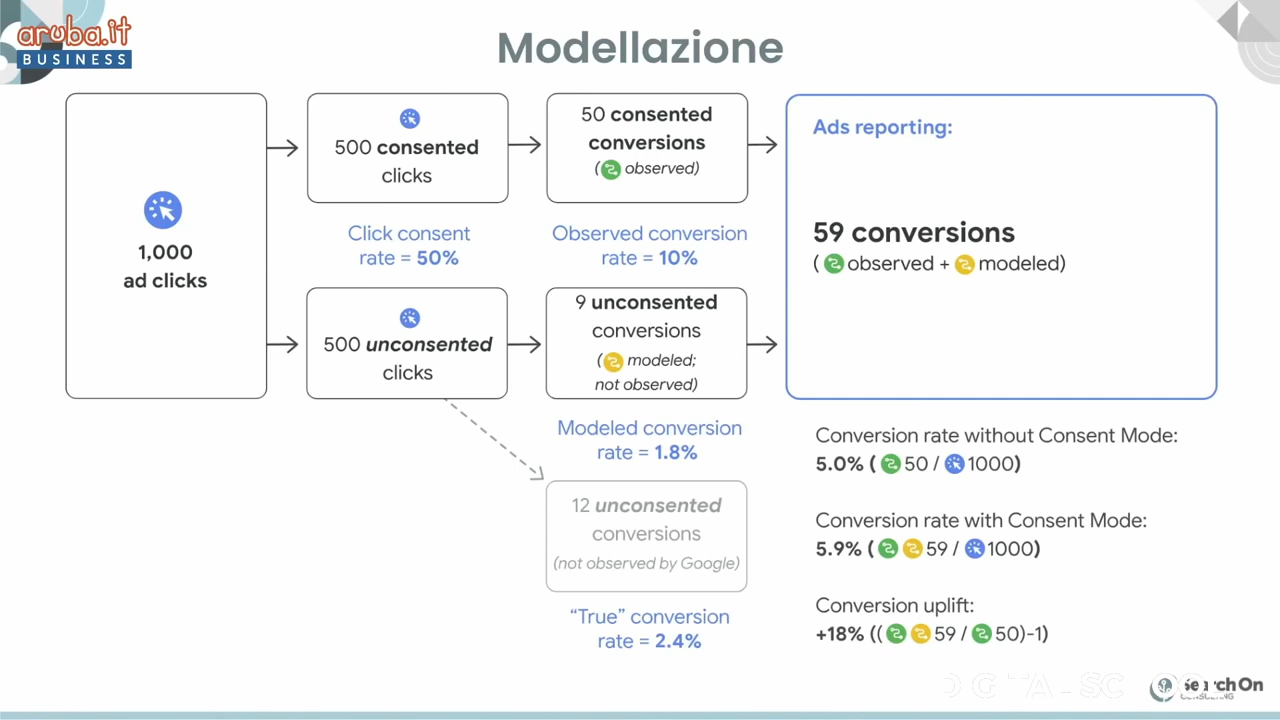 aruba.it
BUSINESS
Modellazione
1,000
ad clicks
500 consented
clicks
Click consent
rate = 50%
500 unconsented
clicks
50 consented
conversions
( observed)
Observed conversion
rate = 10%
9 unconsented
conversions
( modeled;
not observed)
Modeled conversion
rate = 1.8%
12 unconsented
conversions
(not observed by Google)
“True” conversion
rate = 2.4%
Ads reporting:
59 conversions
( observed + modeled)
Conversion rate without Consent Mode:
5.0% ( 50 / 1000)
Conversion rate with Consent Mode:
5.9% ( 59 / 1000)
Conversion uplift:
+18% (( 59 / 50)-1)
SearchOn
CONSULTING